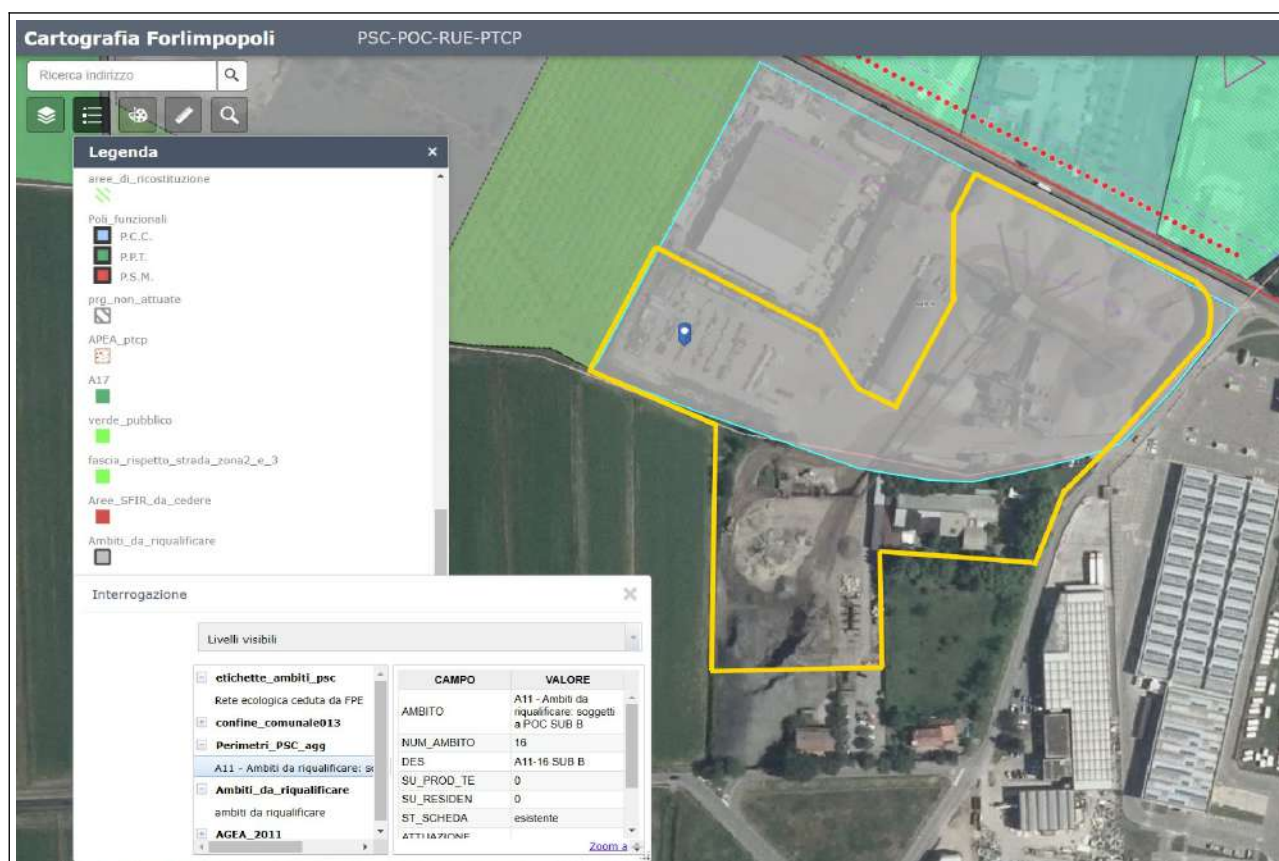 Cartografia Forlimpopoli
PSC-POC-RUE-PTCP
Ricerca indirizzo
Legenda
aree_di_ricostituzione
Poli_funzionali
P.C.C.
P.P.T.
P.S.M.
prg_non_attuate
APEA_ptcp
A17
verde_pubblico
fascia_rispetto_strada_zona2_e_3
Aree_SFIR_da_cedere
Ambiti_da_riqualificare
Interrogazione
Livelli visibili
etichette_ambiti_psc
Rete ecologica ceduta da FPE
confine_comunale013
Perimetri_PSC_agg
A11 - Ambiti da riqualificare: so
Ambiti_da_riqualificare
ambiti da riqualificare
AGEA_2011
CAMPO VALORE
AMBITO A11 - Ambiti da riqualificare: soggetti a POC SUB B
NUM_AMBITO 16
DES A11-16 SUB B
SU_PROD_TE 0
SU_RESIDEN 0
ST_SCHEDA esistente
ATTUAZIONE
Zoom a